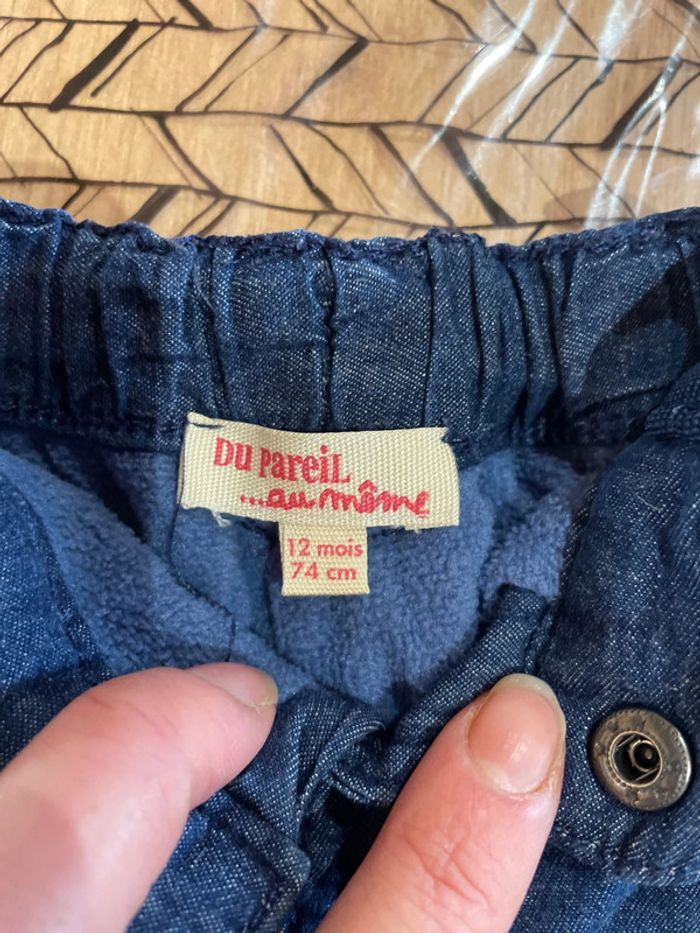 DU PAREIL
...au même
12 mois
74 cm